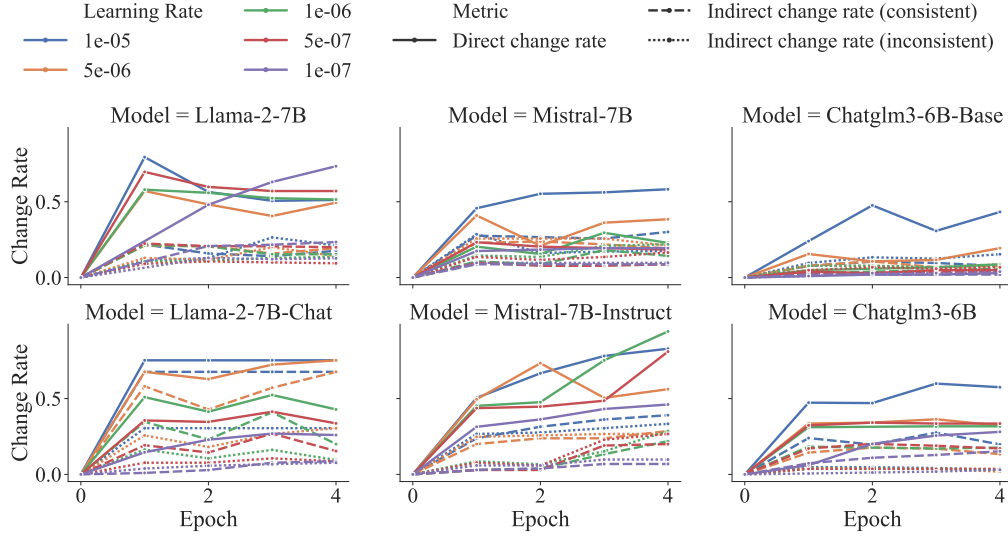 Learning Rate
1e-05
5e-06
1e-06
5e-07
1e-07
Metric
Direct change rate
Indirect change rate (consistent)
Indirect change rate (inconsistent)
Model = Llama-2-7B
Model = Mistral-7B
Model = Chatglm3-6B-Base
Change Rate
0.5
0.0
Model = Llama-2-7B-Chat
Model = Mistral-7B-Instruct
Model = Chatglm3-6B
Change Rate
0.5
0.0
0 2 4
0 2 4
0 2 4
Epoch
Epoch
Epoch